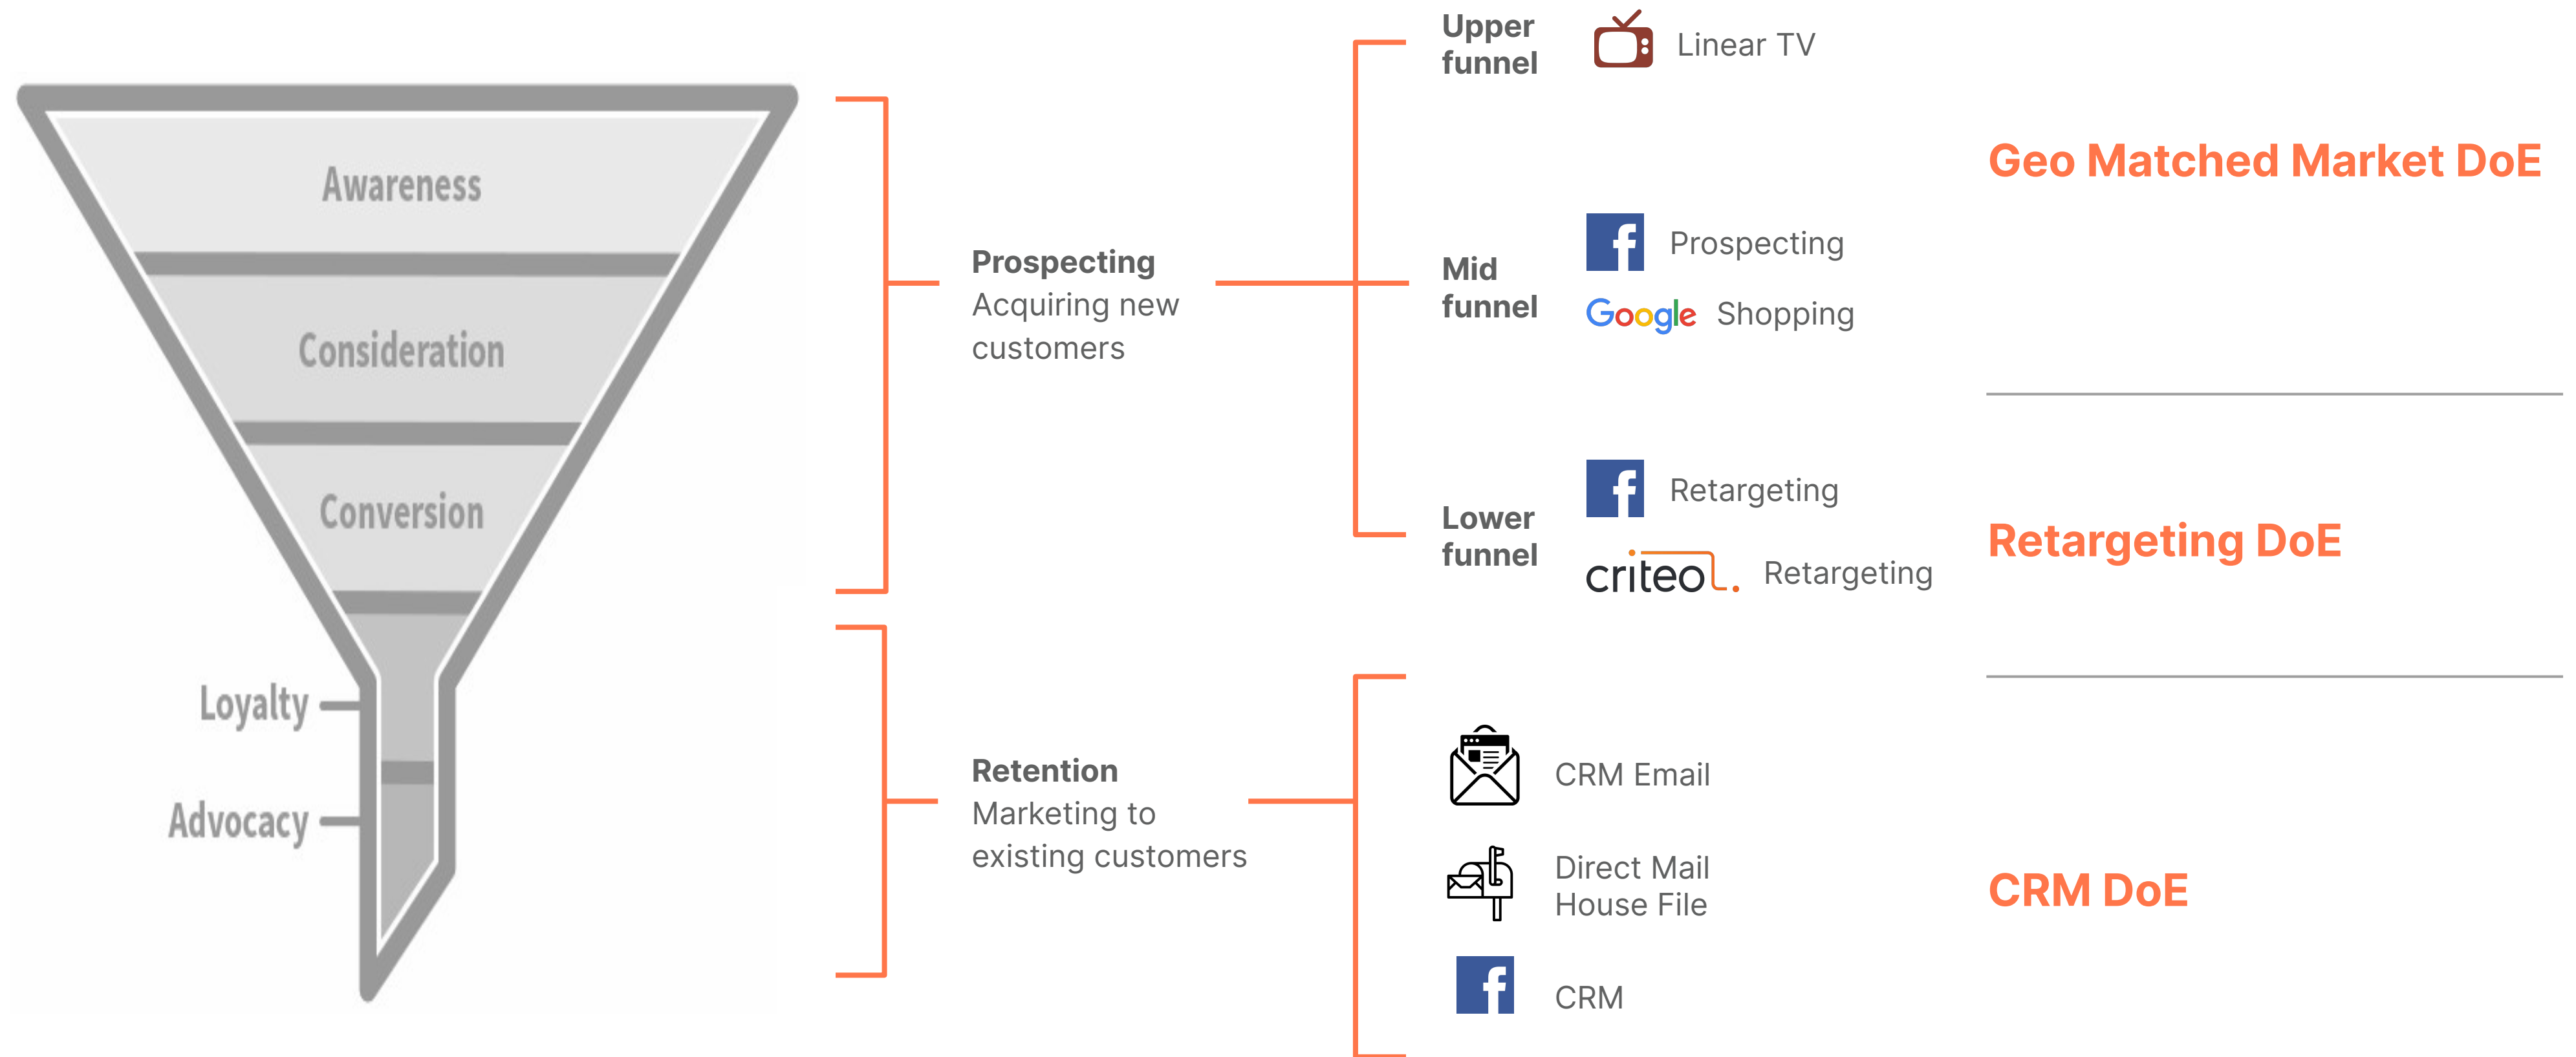 Awareness
Consideration
Conversion
Loyalty
Advocacy
Prospecting
Acquiring new
customers
Retention
Marketing to
existing customers
Upper
funnel
Linear TV
Mid
funnel
f Prospecting
Google Shopping
Lower
funnel
f Retargeting
criteo Retargeting
CRM Email
Direct Mail
House File
f CRM
Geo Matched Market DoE
Retargeting DoE
CRM DoE